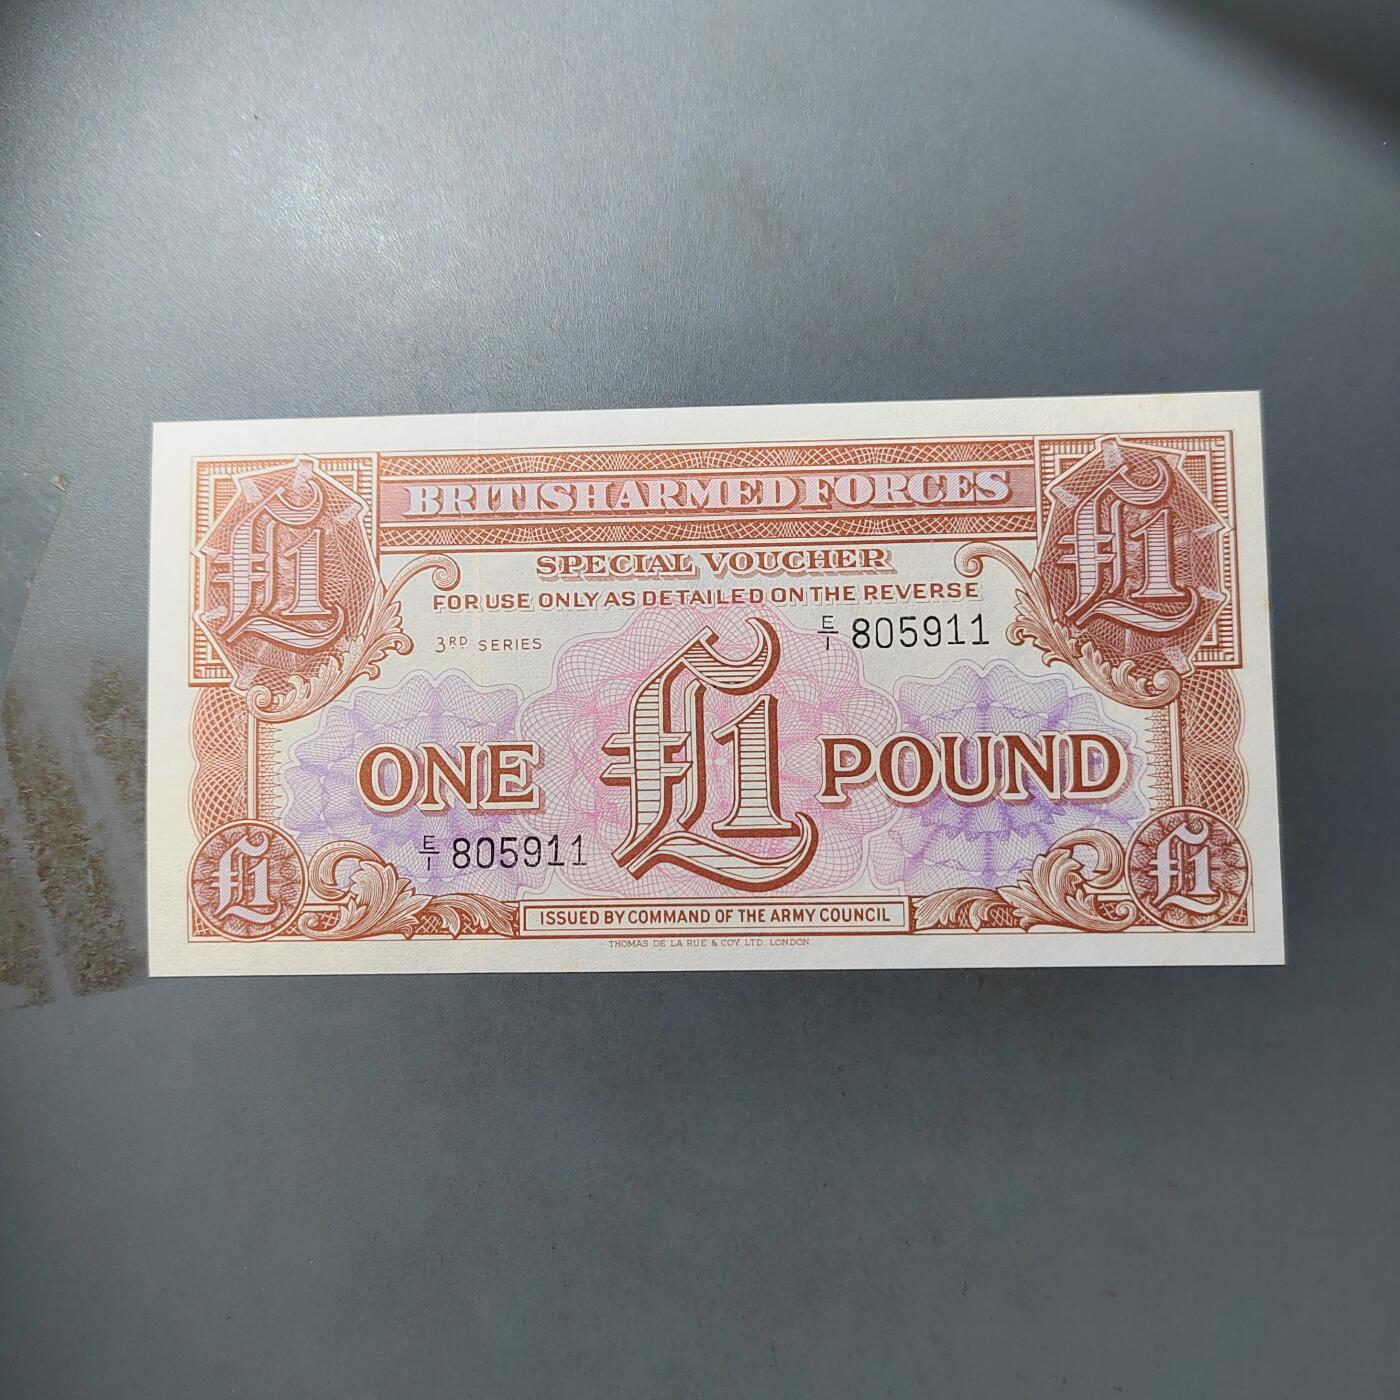 £1
£1
BRITISH ARMED FORCES
SPECIAL VOUCHER
FOR USE ONLY AS DETAILED ON THE REVERSE
3RD SERIES
E/1 805911
ONE £1 POUND
E/1 805911
£1
£1
ISSUED BY COMMAND OF THE ARMY COUNCIL
THOMAS DE LA RUE & COY. LTD. LONDON.